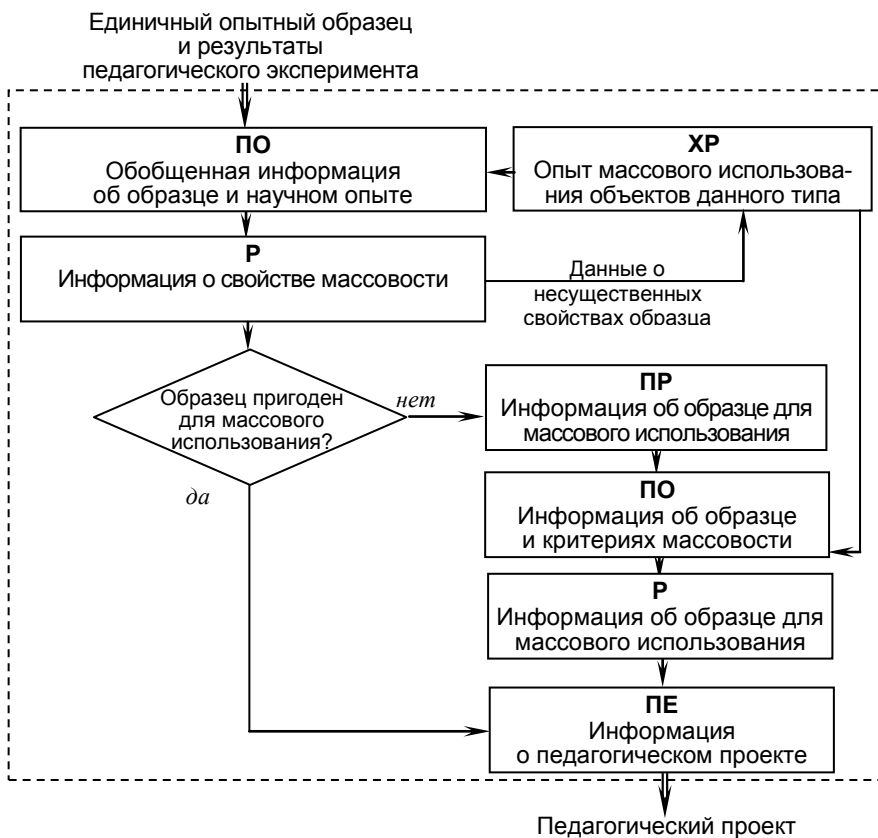 Единичный опытный образец
и результаты
педагогического эксперимента
ПО
Обобщенная информация
об образце и научном опыте
ХР
Опыт массового использова-
ния объектов данного типа
Р
Информация о свойстве массовости
Данные о
несущественных
свойствах образца
Образец пригоден
для массового
использования?
нет
да
ПР
Информация об образце для
массового использования
ПО
Информация об образце
и критериях массовости
Р
Информация об образце для
массового использования
ПЕ
Информация
о педагогическом проекте
Педагогический проект